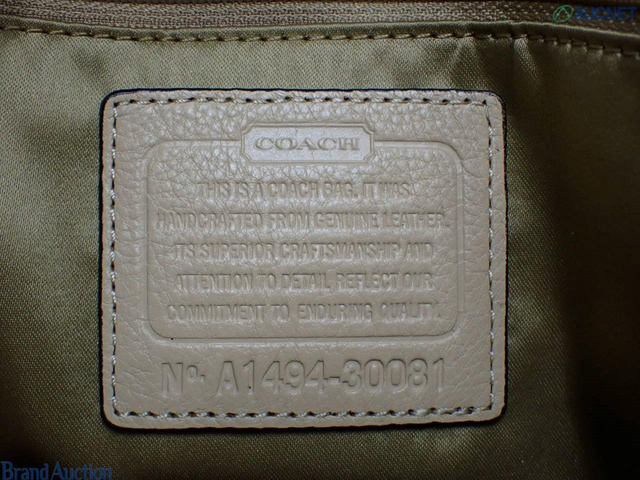 AUCNET
COACH
THIS IS A COACH BAG. IT WAS
HANDCRAFTED FROM GENUINE LEATHER.
ITS SUPERIOR CRAFTSMANSHIP AND
ATTENTION TO DETAIL REFLECT OUR
COMMITMENT TO ENDURING QUALITY.
No. A1494-30081
Brand Auction